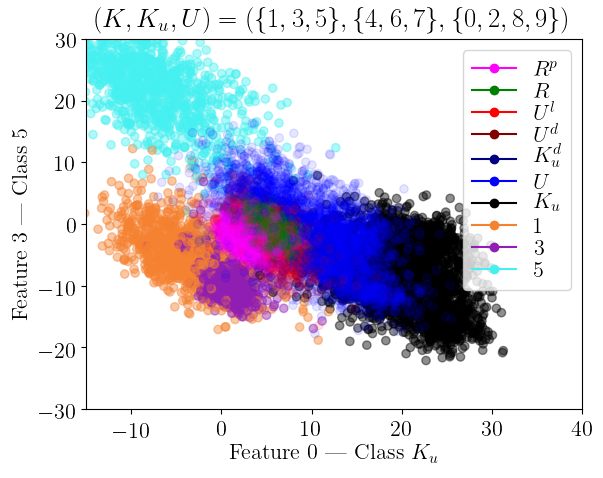 (K, K_u, U) = ({1, 3, 5}, {4, 6, 7}, {0, 2, 8, 9})
30
20
10
0
−10
−20
−30
Feature 3 — Class 5
R^p
R
U^l
U^d
K_u^d
U
K_u
1
3
5
−10
0
10
20
30
40
Feature 0 — Class K_u